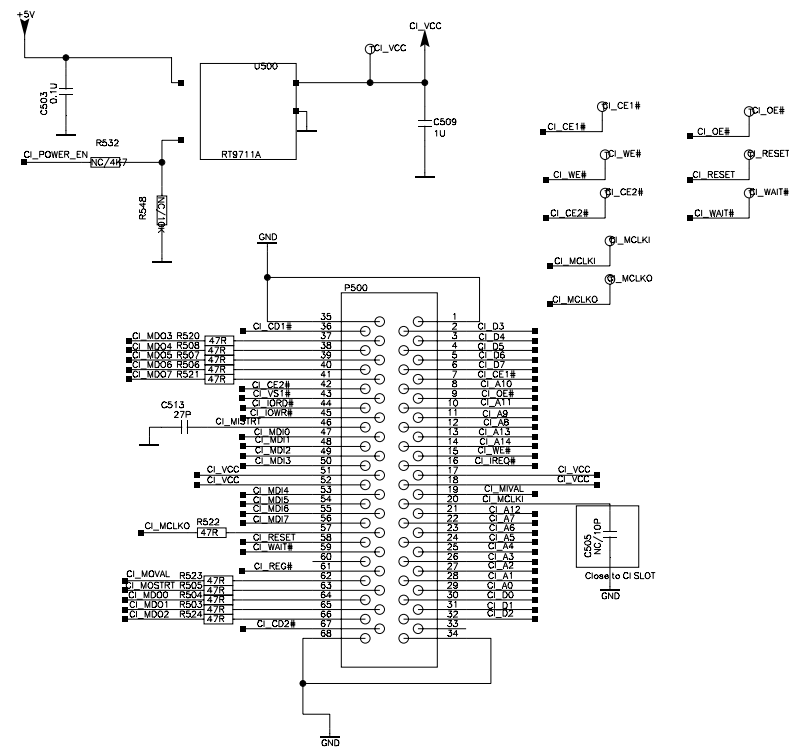 +5V
CI_VCC
CI_VCC
U500
C503
0.1U
C509
1U
RT9711A
R532
CI_POWER_EN
NC/4K7
R548
NC/10K
CI_CE1#
CI_CE1#
CI_OE#
CI_OE#
CI_WE#
CI_WE#
CI_RESET
CI_RESET
CI_CE2#
CI_CE2#
CI_WAIT#
CI_WAIT#
CI_MCLKI
CI_MCLKI
CI_MCLKO
CI_MCLKO
GND
P500
35 1
CI_CD1# 36 2 CI_D3
CI_MDO3 R520 47R 37 3 CI_D4
CI_MDO4 R508 47R 38 4 CI_D5
CI_MDO5 R507 47R 39 5 CI_D6
CI_MDO6 R506 47R 40 6 CI_D7
CI_MDO7 R521 47R 41 7 CI_CE1#
CI_CE2# 42 8 CI_A10
CI_VS1# 43 9 CI_OE#
CI_IORD# 44 10 CI_A11
CI_IOWR# 45 11 CI_A9
C513
27P
CI_MISTRT 46 12 CI_A8
CI_MDI0 47 13 CI_A13
CI_MDI1 48 14 CI_A14
CI_MDI2 49 15 CI_WE#
CI_MDI3 50 16 CI_IREQ#
CI_VCC 51 17 CI_VCC
CI_VCC 52 18 CI_VCC
CI_MDI4 53 19 CI_MIVAL
CI_MDI5 54 20 CI_MCLKI
CI_MDI6 55 21 CI_A12
CI_MDI7 56 22 CI_A7
CI_MCLKO R522 47R 57 23 CI_A6
CI_RESET 58 24 CI_A5
CI_WAIT# 59 25 CI_A4
60 26 CI_A3
CI_REG# 61 27 CI_A2
CI_MOVAL R523 47R 62 28 CI_A1
CI_MOSTRT R505 47R 63 29 CI_A0
CI_MDO0 R504 47R 64 30 CI_D0
CI_MDO1 R503 47R 65 31 CI_D1
CI_MDO2 R524 47R 66 32 CI_D2
CI_CD2# 67 33
68 34
C505
NC/10P
Close to CI SLOT
GND
GND